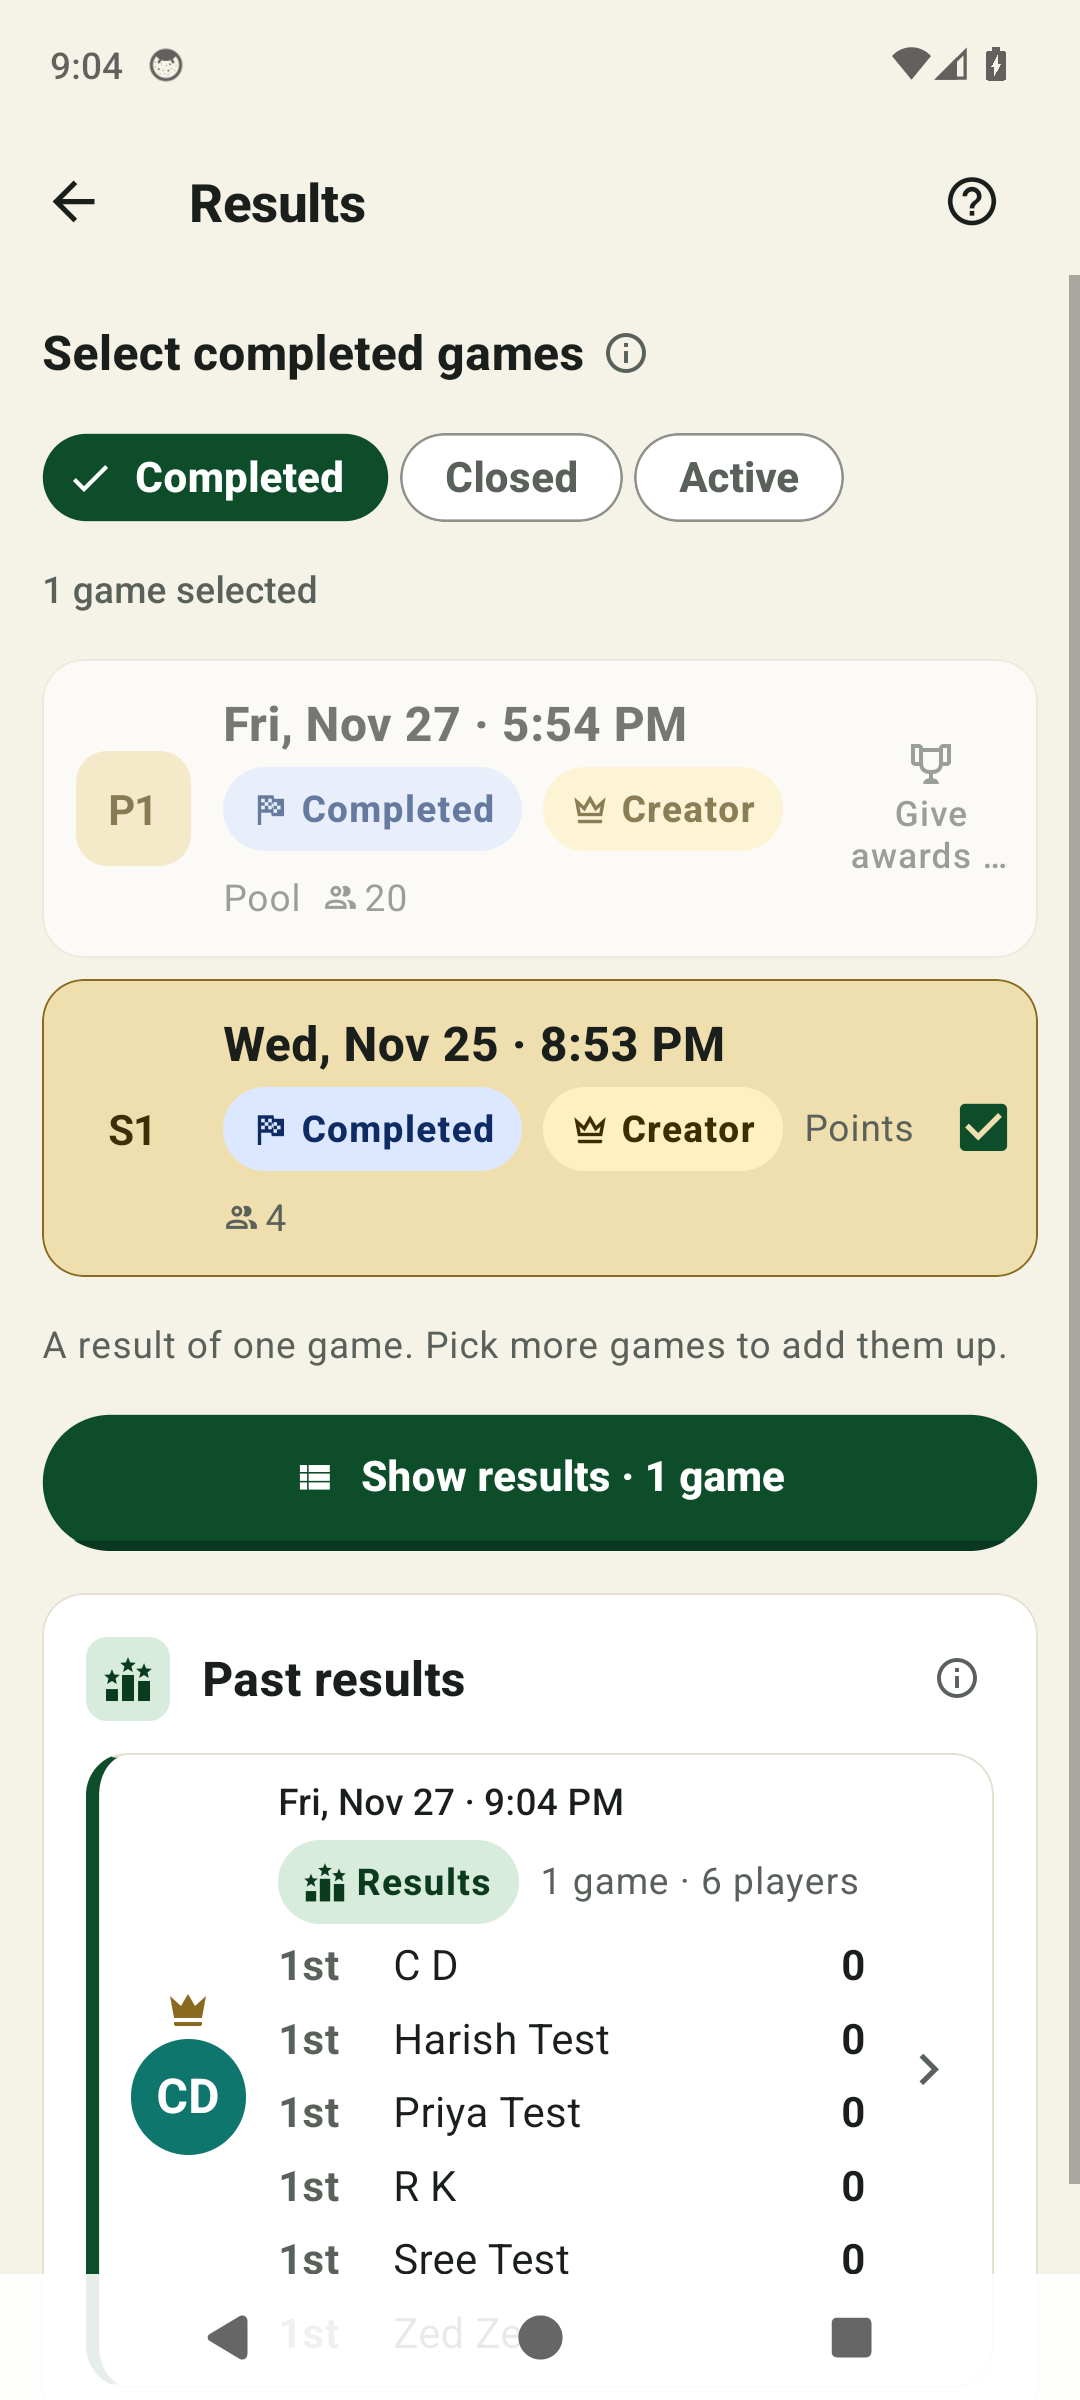 9:04
Results
Select completed games
Completed
Closed
Active
1 game selected
Fri, Nov 27 · 5:54 PM
P1
Completed
Creator
Give
awards ...
Pool
20
Wed, Nov 25 · 8:53 PM
S1
Completed
Creator
Points
4
A result of one game. Pick more games to add them up.
Show results · 1 game
Past results
Fri, Nov 27 · 9:04 PM
Results
1 game · 6 players
1st C D 0
1st Harish Test 0
CD
1st Priya Test 0
1st R K 0
1st Sree Test 0
1st Zed